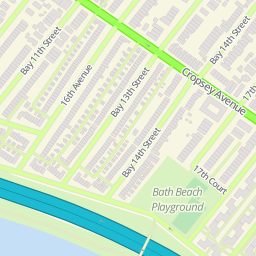 Bay 11th Street
16th Avenue
Bay 13th Street
Bay 14th Street
Cropsey Avenue
17th
Bay 14th Street
17th Court
Bath Beach
Playground